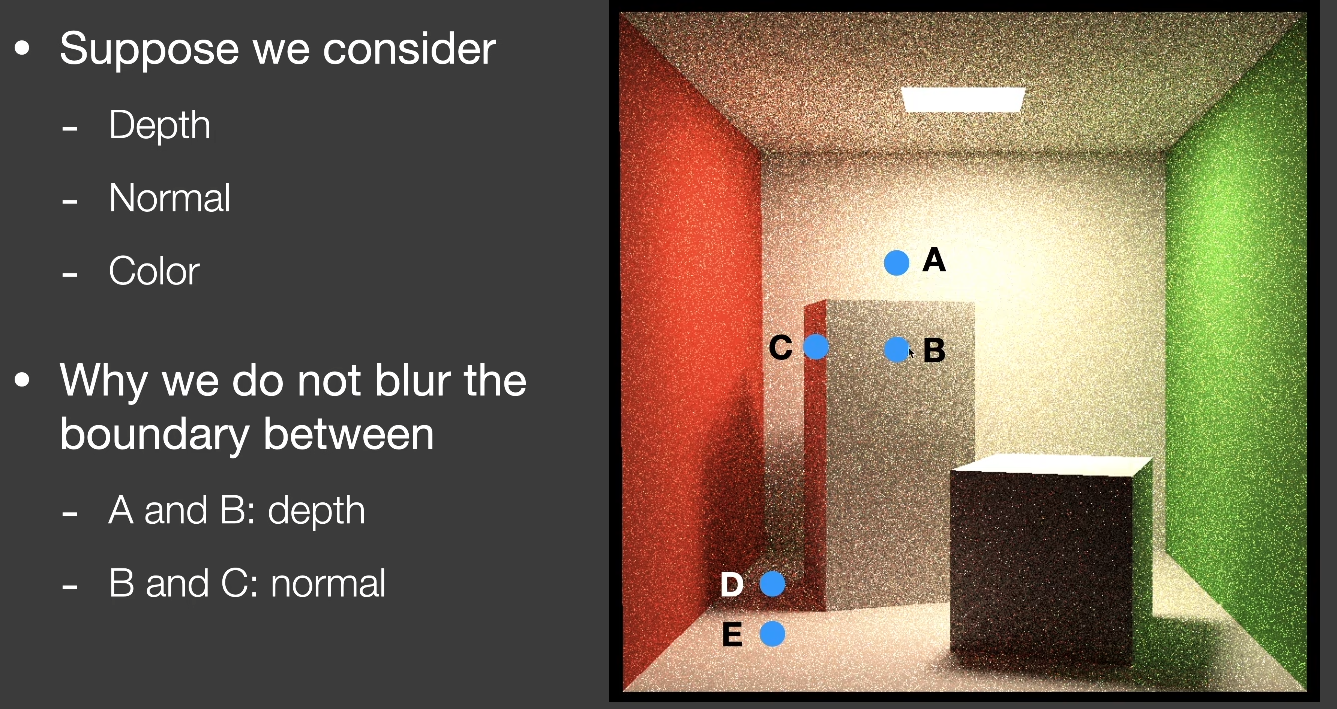 • Suppose we consider
- Depth
- Normal
- Color
• Why we do not blur the
boundary between
- A and B: depth
- B and C: normal
A
C
B
D
E